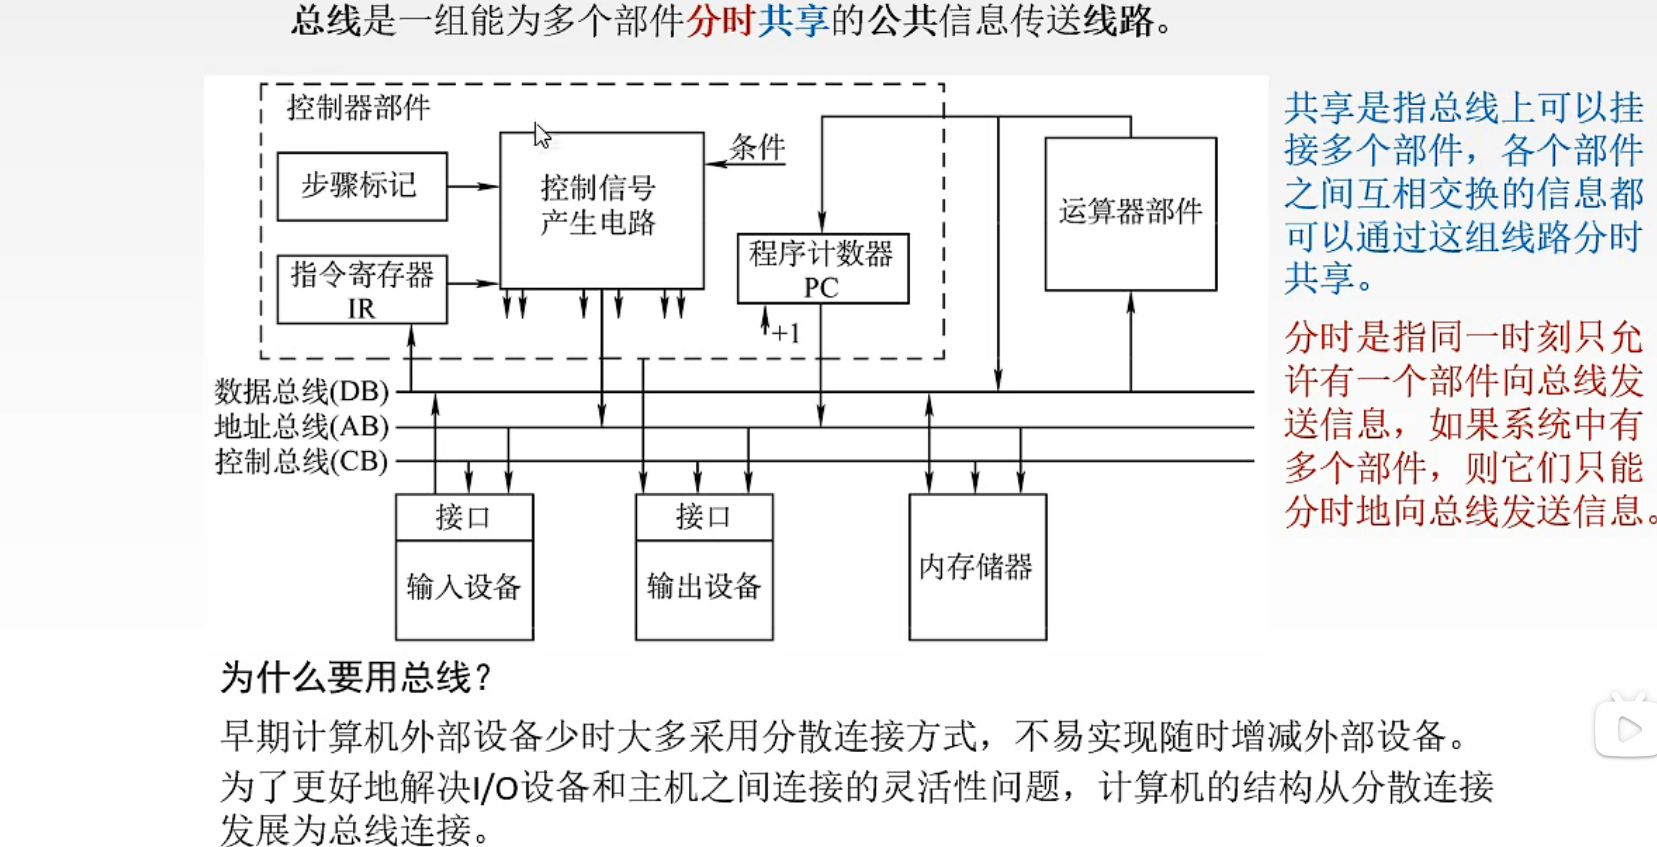 总线是一组能为多个部件分时共享的公共信息传送线路。
控制器部件
步骤标记
控制信号
产生电路
条件
指令寄存器
IR
程序计数器
PC
+1
运算器部件
数据总线(DB)
地址总线(AB)
控制总线(CB)
接口
输入设备
接口
输出设备
内存储器
共享是指总线上可以挂
接多个部件，各个部件
之间互相交换的信息都
可以通过这组线路分时
共享。
分时是指同一时刻只允
许有一个部件向总线发
送信息，如果系统中有
多个部件，则它们只能
分时地向总线发送信息。
为什么要用总线？
早期计算机外部设备少时大多采用分散连接方式，不易实现随时增减外部设备。
为了更好地解决I/O设备和主机之间连接的灵活性问题，计算机的结构从分散连接
发展为总线连接。